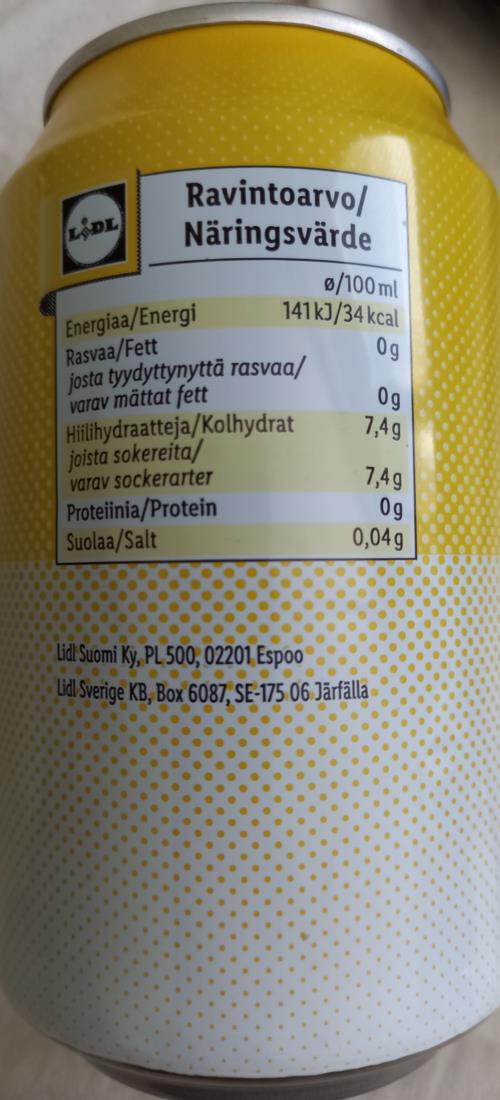 LIDL
Ravintoarvo/
Näringsvärde
ø/100 ml
Energiaa/Energi 141 kJ/34 kcal
Rasvaa/Fett 0 g
josta tyydyttynyttä rasvaa/
varav mättat fett 0 g
Hiilihydraatteja/Kolhydrat 7,4 g
joista sokereita/
varav sockerarter 7,4 g
Proteiinia/Protein 0 g
Suolaa/Salt 0,04 g
Lidl Suomi Ky, PL 500, 02201 Espoo
Lidl Sverige KB, Box 6087, SE-175 06 Järfälla